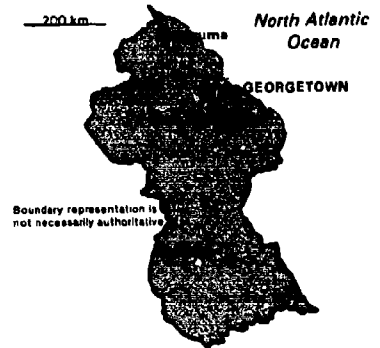 200 km
North Atlantic
Ocean
GEORGETOWN
Boundary representation is
not necessarily authoritative